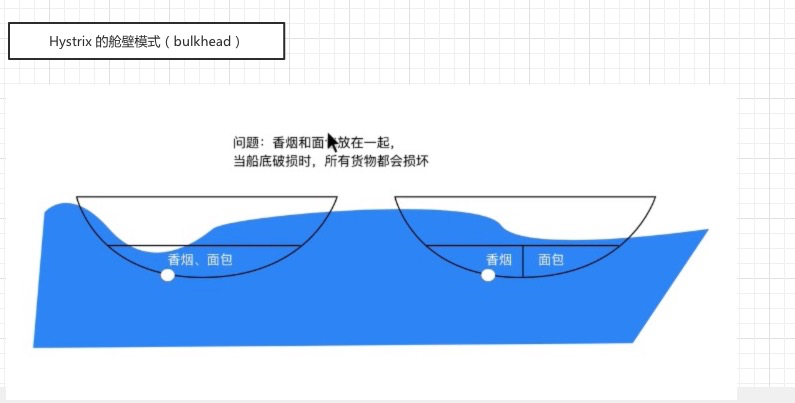 Hystrix 的舱壁模式（bulkhead）
问题：香烟和面 放在一起，
当船底破损时，所有货物都会损坏
香烟、面包
香烟
面包